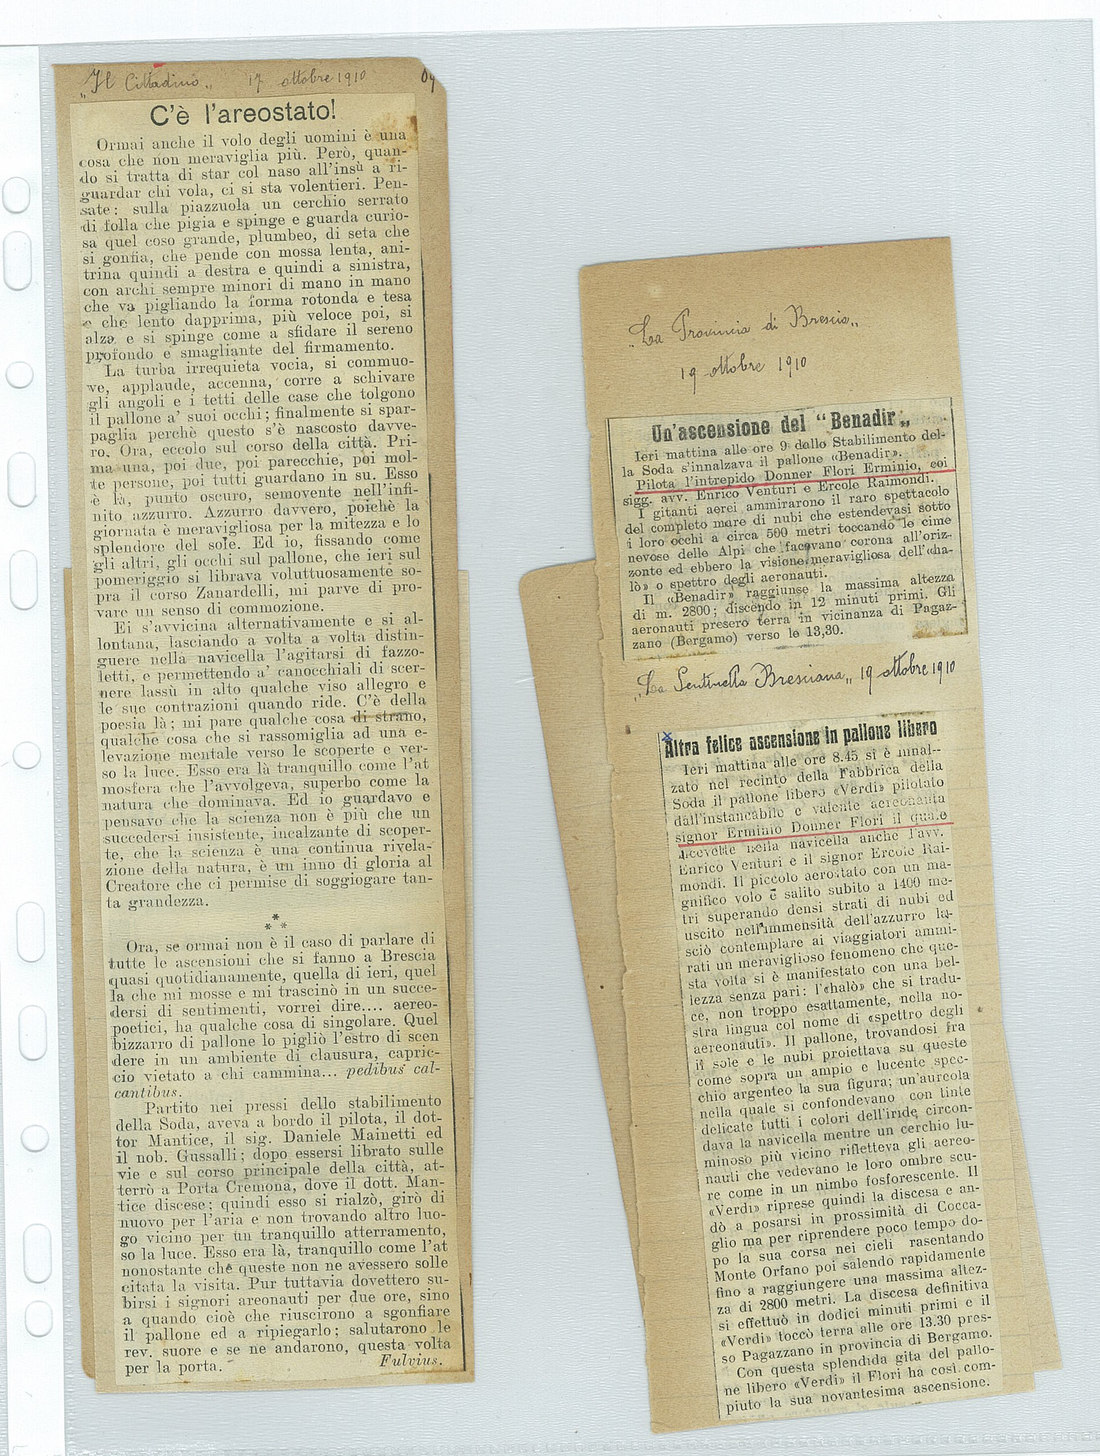 „Il Cittadino„ 17 ottobre 1910
C'è l'areostato!
Ormai anche il volo degli uomini è una
cosa che non meraviglia più. Però, quan-
do si tratta di star col naso all'insù a ri-
guardar chi vola, ci si sta volentieri. Pen-
sate: sulla piazzuola un cerchio serrato
di folla che pigia e spinge e guarda curio-
sa quel coso grande, plumbeo, di seta che
si gonfia, che pende con mossa lenta, ani-
trina quindi a destra e quindi a sinistra,
con archi sempre minori di mano in mano
che va pigliando la forma rotonda e tesa
e che lento dapprima, più veloce poi, si
alza e si spinge come a sfidare il sereno
profondo e smagliante del firmamento.
La turba irrequieta vocia, si commuo-
ve, applaude, accenna, corre a schivare
gli angoli e i tetti delle case che tolgono
il pallone a' suoi occhi; finalmente si spar-
paglia perchè questo s'è nascosto davve-
ro. Ora, eccolo sul corso della città. Pri-
ma una, poi due, poi parecchie, poi mol-
te persone, poi tutti guardano in su. Esso
è là, punto oscuro, semovente nell'infi-
nito azzurro. Azzurro davvero, poichè la
giornata è meravigliosa per la mitezza e lo
splendore del sole. Ed io, fissando come
gli altri, gli occhi sul pallone, che ieri sul
pomeriggio si librava voluttuosamente so-
pra il corso Zanardelli, mi parve di pro-
vare un senso di commozione.
Ei s'avvicina alternativamente e si al-
lontana, lasciando a volta a volta distin-
guere nella navicella l'agitarsi di fazzo-
letti, e permettendo a' canocchiali di scer-
nere lassù in alto qualche viso allegro e
le sue contrazioni quando ride. C'è della
poesia là; mi pare qualche cosa di strano,
qualche cosa che si rassomiglia ad una e-
levazione mentale verso le scoperte e ver-
so la luce. Esso era là tranquillo come l'at
mosfera che l'avvolgeva, superbo come la
natura che dominava. Ed io guardavo e
pensavo che la scienza non è più che un
succedersi insistente, incalzante di scoper-
te, che la scienza è una continua rivela-
zione della natura, è un inno di gloria al
Creatore che ci permise di soggiogare tan-
ta grandezza.
***
Ora, se ormai non è il caso di parlare di
tutte le ascensioni che si fanno a Brescia
quasi quotidianamente, quella di ieri, quel
la che mi mosse e mi trascinò in un succe-
dersi di sentimenti, vorrei dire.... aereo-
poetici, ha qualche cosa di singolare. Quel
bizzarro di pallone lo pigliò l'estro di scen
dere in un ambiente di clausura, capric-
cio vietato a chi cammina... pedibus cal-
cantibus.
Partito nei pressi dello stabilimento
della Soda, aveva a bordo il pilota, il dot-
tor Mantice, il sig. Daniele Mainetti ed
il nob. Gussalli; dopo essersi librato sulle
vie e sul corso principale della città, at-
terrò a Porta Cremona, dove il dott. Man-
tice discese; quindi esso si rialzò, girò di
nuovo per l'aria e non trovando altro luo-
go vicino per un tranquillo atterramento,
so la luce. Esso era là, tranquillo come l'at
nonostante che queste non ne avessero solle
citata la visita. Pur tuttavia dovettero su-
birsi i signori areonauti per due ore, sino
a quando cioè che riuscirono a sgonfiare
il pallone ed a ripiegarlo; salutarono le
rev. suore e se ne andarono, questa volta
per la porta.
Fulvius.
„La Provincia di Brescia„
19 ottobre 1910
Un'ascensione del "Benadir„
Ieri mattina alle ore 9 dallo Stabilimento del-
la Soda s'innalzava il pallone «Benadir».
Pilota l'intrepido Donner Flori Erminio, coi
sigg. avv. Enrico Venturi e Ercole Raimondi.
I gitanti aerei ammirarono il raro spettacolo
del completo mare di nubi che estendevasi sotto
i loro occhi a circa 500 metri toccando le cime
nevose delle Alpi che facevano corona all'oriz-
zonte ed ebbero la visione meravigliosa dell'«ha-
lò» o spettro degli aeronauti.
Il «Benadir» raggiunse la massima altezza
di m. 2800; discendo in 12 minuti primi. Gli
aeronauti presero terra in vicinanza di Pagaz-
zano (Bergamo) verso le 13,30.
„La Sentinella Bresciana„ 19 ottobre 1910
Altra felice ascensione in pallone libero
Ieri mattina alle ore 8.45 si è innal-
zato nel recinto della Fabbrica della
Soda il pallone libero «Verdi» pilotato
dall'instancabile e valente aereonauta
signor Erminio Donner Flori il quale
ricevette nella navicella anche l'avv.
Enrico Venturi e il signor Ercole Rai-
mondi. Il piccolo aerostato con un ma-
gnifico volo è salito subito a 1400 me-
tri superando densi strati di nubi ed
uscito nell'immensità dell'azzurro la-
sciò contemplare ai viaggiatori ammi-
rati un meraviglioso fenomeno che que-
sta volta si è manifestato con una bel-
lezza senza pari: l'«halò» che si tradu-
ce, non troppo esattamente, nella no-
stra lingua col nome di «spettro degli
aereonauti». Il pallone, trovandosi fra
il sole e le nubi proiettava su queste
come sopra un ampio e lucente spec-
chio argenteo la sua figura; un'aureola
nella quale si confondevano con tinte
delicate tutti i colori dell'iride circon-
dava la navicella mentre un cerchio lu-
minoso più vicino rifletteva gli aereo-
nauti che vedevano le loro ombre scu-
re come in un nimbo fosforescente. Il
«Verdi» riprese quindi la discesa e an-
dò a posarsi in prossimità di Cocca-
glio ma per riprendere poco tempo do-
po la sua corsa nei cieli rasentando
Monte Orfano poi salendo rapidamente
fino a raggiungere una massima altez-
za di 2800 metri. La discesa definitiva
si effettuò in dodici minuti primi e il
«Verdi» toccò terra alle ore 13.30 pres-
so Pagazzano in provincia di Bergamo.
Con questa splendida gita del pallo-
ne libero «Verdi» il Flori ha così com-
piuto la sua novantesima ascensione.